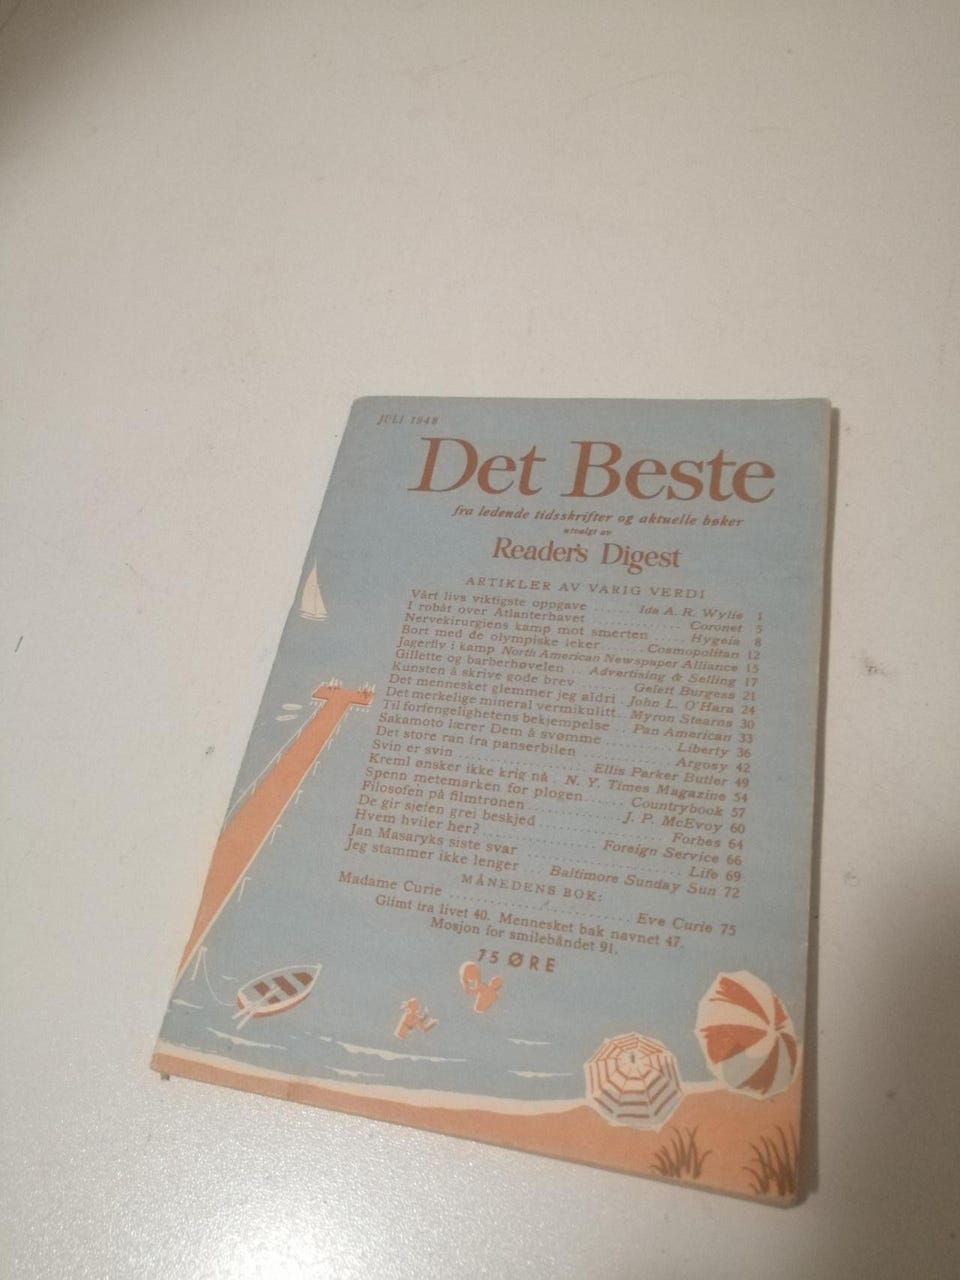 JULI 1948
Det Beste
fra ledende tidsskrifter og aktuelle bøker
utvalgt av
Reader's Digest
ARTIKLER AV VARIG VERDI
Vårt livs viktigste oppgave ...... Ida A. R. Wylie 1
I robåt over Atlanterhavet ............ Coronet 5
Nervekirurgiens kamp mot smerten ..... Hygeia 8
Bort med de olympiske leker ....... Cosmopolitan 12
Jagerfly i kamp North American Newspaper Alliance 15
Gillette og barberhøvelen ... Advertising & Selling 17
Kunsten å skrive gode brev ....... Gelett Burgess 21
Det mennesket glemmer jeg aldri . John L. O'Hara 24
Det merkelige mineral vermikulitt .. Myron Stearns 30
Til forfengelighetens bekjempelse ... Pan American 33
Sakamoto lærer Dem å svømme .......... Liberty 36
Det store ran fra panserbilen ............ Argosy 42
Svin er svin .................. Ellis Parker Butler 49
Kreml ønsker ikke krig nå . N. Y. Times Magazine 54
Spenn metemarken for plogen ...... Countrybook 57
Filosofen på filmtronen ............ J. P. McEvoy 60
De gir sjefen grei beskjed ................ Forbes 64
Hvem hviler her? .............. Foreign Service 66
Jan Masaryks siste svar ................... Life 69
Jeg stammer ikke lenger ... Baltimore Sunday Sun 72
MÅNEDENS BOK:
Madame Curie ...................... Eve Curie 75
Glimt fra livet 40. Mennesket bak navnet 47.
Mosjon for smilebåndet 91.
75 ØRE